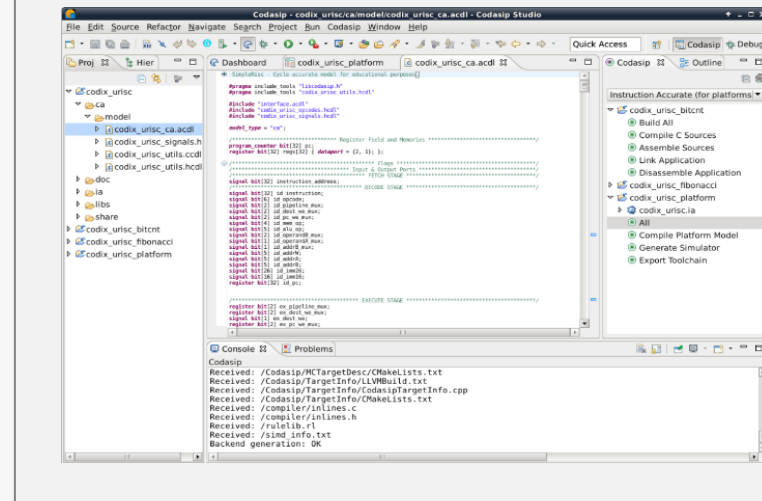 Codasip - codix_urisc/ca/model/codix_urisc_ca.acdl - Codasip Studio
File Edit Source Refactor Navigate Search Project Run Codasip Window Help
Quick Access Codasip Debug
Proj Hier
codix_urisc
ca
model
codix_urisc_ca.acdl
codix_urisc_signals.h
codix_urisc_utils.ccdl
codix_urisc_utils.hcdl
doc
ia
libs
share
codix_urisc_bitcnt
codix_urisc_fibonacci
codix_urisc_platform
Dashboard codix_urisc_platform codix_urisc_ca.acdl
SimpleRisc - Cycle accurate model for educational purposes
#pragma include_tools "libcodasip.h"
#pragma include_tools "codix_urisc_utils.hcdl"
#include "interface.acdl"
#include "codix_urisc_opcodes.hcdl"
#include "codix_urisc_signals.hcdl"
model_type = "ca";
Register Field and Memories
program_counter bit[32] pc;
register bit[32] regs[32] { dataport = {2, 1}; };
Flags
Input & Output Ports
FETCH STAGE
signal bit[32] instruction_address;
DECODE STAGE
signal bit[32] id_instruction;
signal bit[6] id_opcode;
signal bit[2] id_pipeline_mux;
signal bit[2] id_dest_we_mux;
signal bit[2] id_pc_we_mux;
signal bit[4] id_mem_op;
signal bit[5] id_alu_op;
signal bit[2] id_operandB_mux;
signal bit[1] id_operandA_mux;
signal bit[1] id_addrB_mux;
signal bit[5] id_addrW;
signal bit[5] id_addrA;
signal bit[5] id_addrB;
signal bit[26] id_imm26;
signal bit[16] id_imm16;
register bit[32] id_pc;
EXECUTE STAGE
register bit[2] ex_pipeline_mux;
register bit[2] ex_dest_we_mux;
signal bit[1] ex_dest_we;
register bit[2] ex_pc_we_mux;
Codasip Outline
Instruction Accurate (for platforms)
codix_urisc_bitcnt
Build All
Compile C Sources
Assemble Sources
Link Application
Disassemble Application
codix_urisc_fibonacci
codix_urisc_platform
codix_urisc.ia
All
Compile Platform Model
Generate Simulator
Export Toolchain
Console Problems
Codasip
Received: /Codasip/MCTargetDesc/CMakeLists.txt
Received: /Codasip/TargetInfo/LLVMBuild.txt
Received: /Codasip/TargetInfo/CodasipTargetInfo.cpp
Received: /Codasip/TargetInfo/CMakeLists.txt
Received: /compiler/inlines.c
Received: /compiler/inlines.h
Received: /rulelib.rl
Received: /simd_info.txt
Backend generation: OK